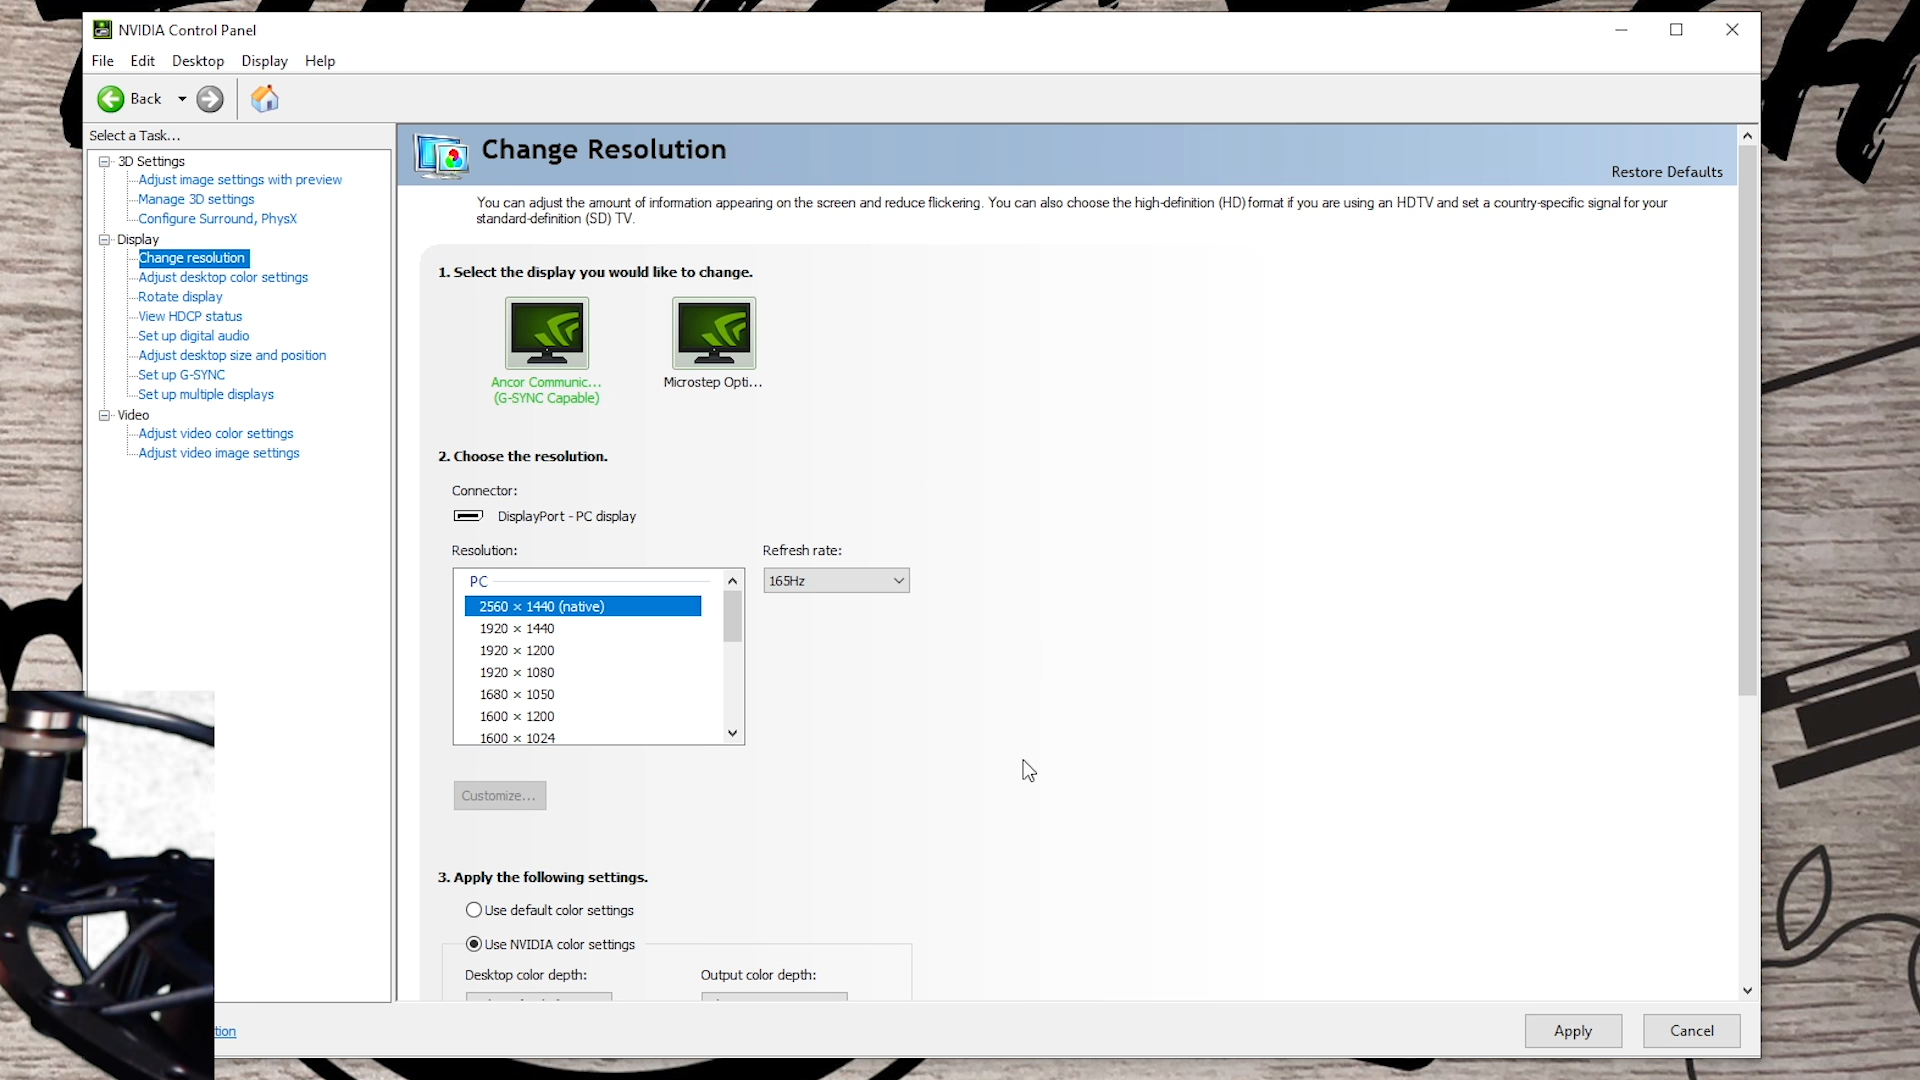 NVIDIA Control Panel
File Edit Desktop Display Help
Back
Select a Task...
3D Settings
Adjust image settings with preview
Manage 3D settings
Configure Surround, PhysX
Display
Change resolution
Adjust desktop color settings
Rotate display
View HDCP status
Set up digital audio
Adjust desktop size and position
Set up G-SYNC
Set up multiple displays
Video
Adjust video color settings
Adjust video image settings
Change Resolution
Restore Defaults
You can adjust the amount of information appearing on the screen and reduce flickering. You can also choose the high-definition (HD) format if you are using an HDTV and set a country-specific signal for your
standard-definition (SD) TV.
1. Select the display you would like to change.
Ancor Communic...
(G-SYNC Capable)
Microstep Opti...
2. Choose the resolution.
Connector:
DisplayPort - PC display
Resolution:
Refresh rate:
PC
165Hz
2560 × 1440 (native)
1920 × 1440
1920 × 1200
1920 × 1080
1680 × 1050
1600 × 1200
1600 × 1024
Customize...
3. Apply the following settings.
Use default color settings
Use NVIDIA color settings
Desktop color depth:
Output color depth:
tion
Apply
Cancel